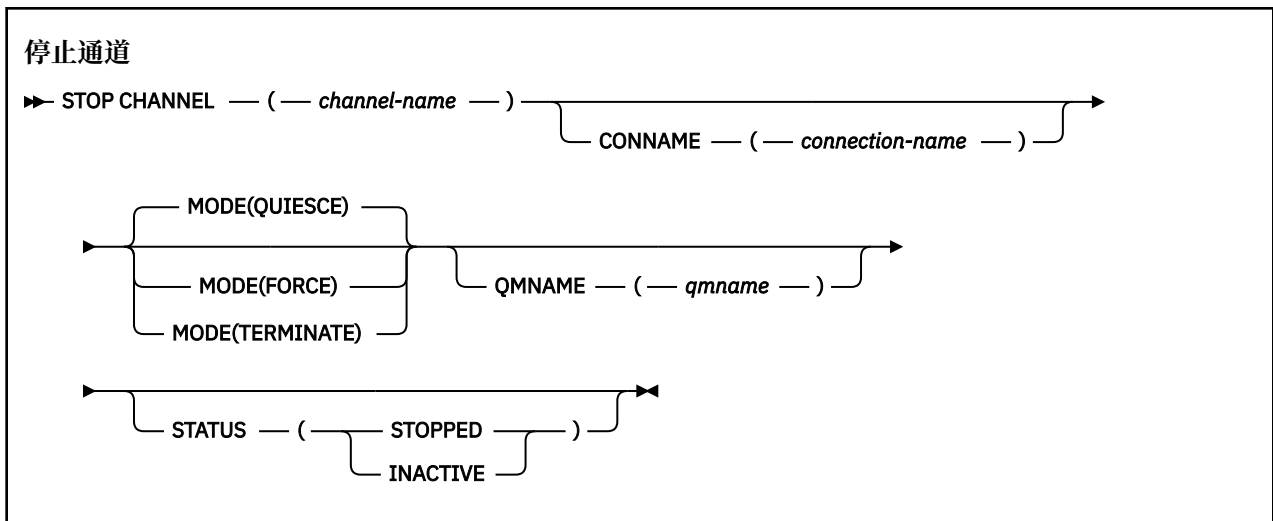 停止通道
STOP CHANNEL ( channel-name )
CONNAME ( connection-name )
MODE(QUIESCE)
MODE(FORCE)
QMNAME ( qmname )
MODE(TERMINATE)
STATUS ( STOPPED )
INACTIVE